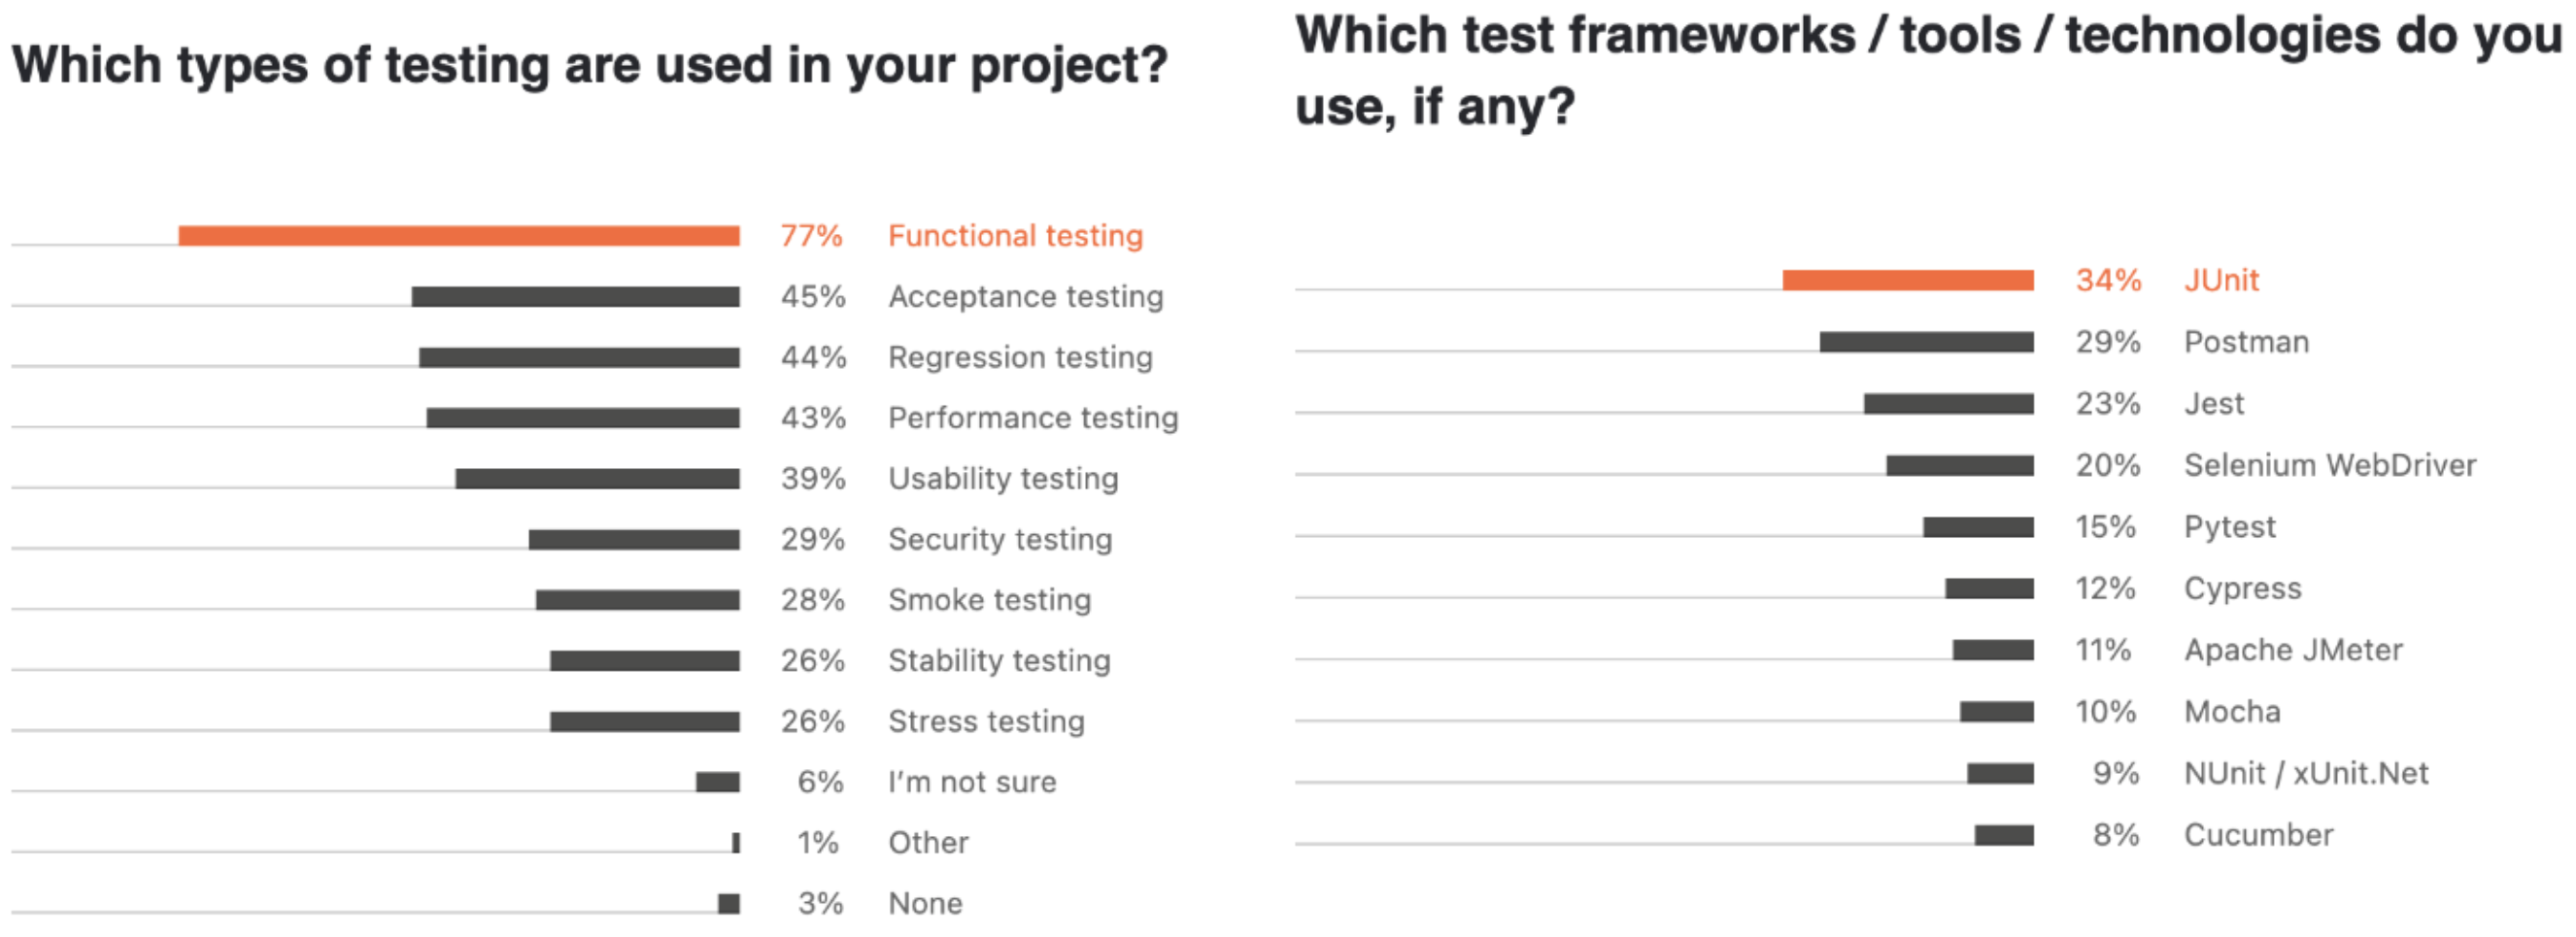 Which types of testing are used in your project?
77% Functional testing
45% Acceptance testing
44% Regression testing
43% Performance testing
39% Usability testing
29% Security testing
28% Smoke testing
26% Stability testing
26% Stress testing
6% I'm not sure
1% Other
3% None
Which test frameworks / tools / technologies do you
use, if any?
34% JUnit
29% Postman
23% Jest
20% Selenium WebDriver
15% Pytest
12% Cypress
11% Apache JMeter
10% Mocha
9% NUnit / xUnit.Net
8% Cucumber